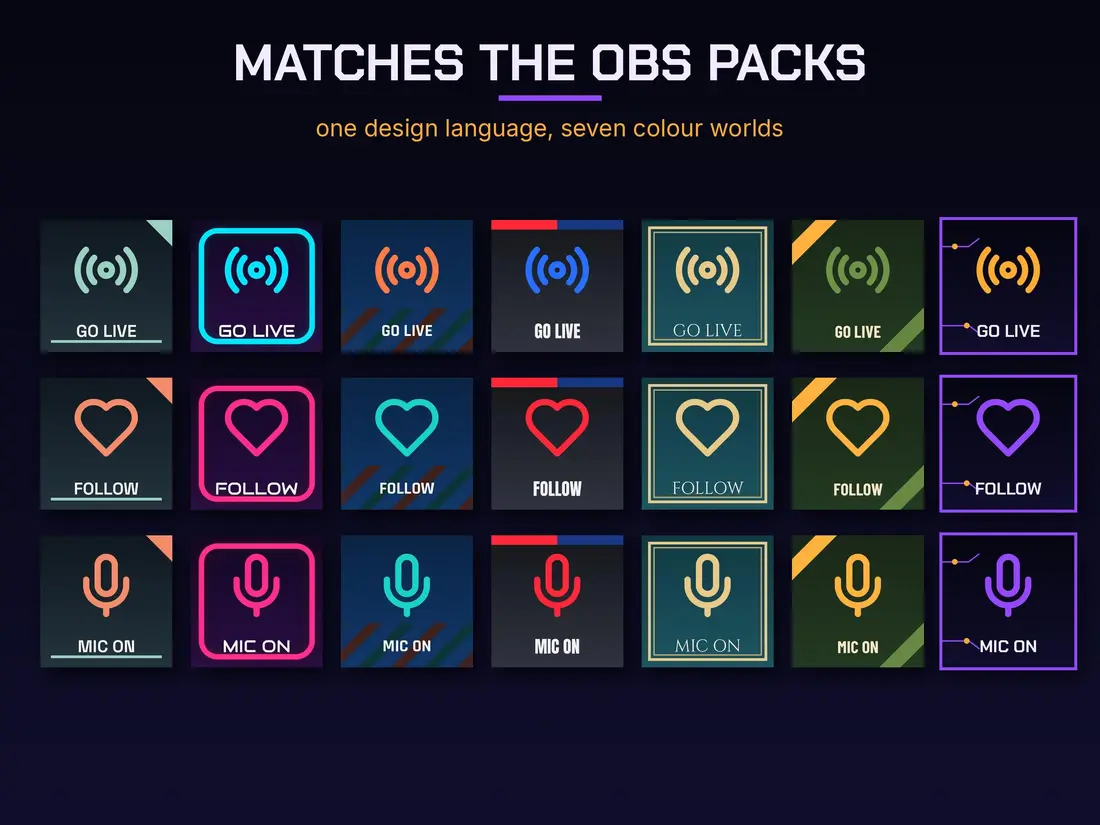 MATCHES THE OBS PACKS
one design language, seven colour worlds
GO LIVE GO LIVE GO LIVE GO LIVE GO LIVE GO LIVE GO LIVE
FOLLOW FOLLOW FOLLOW FOLLOW FOLLOW FOLLOW FOLLOW
MIC ON MIC ON MIC ON MIC ON MIC ON MIC ON MIC ON